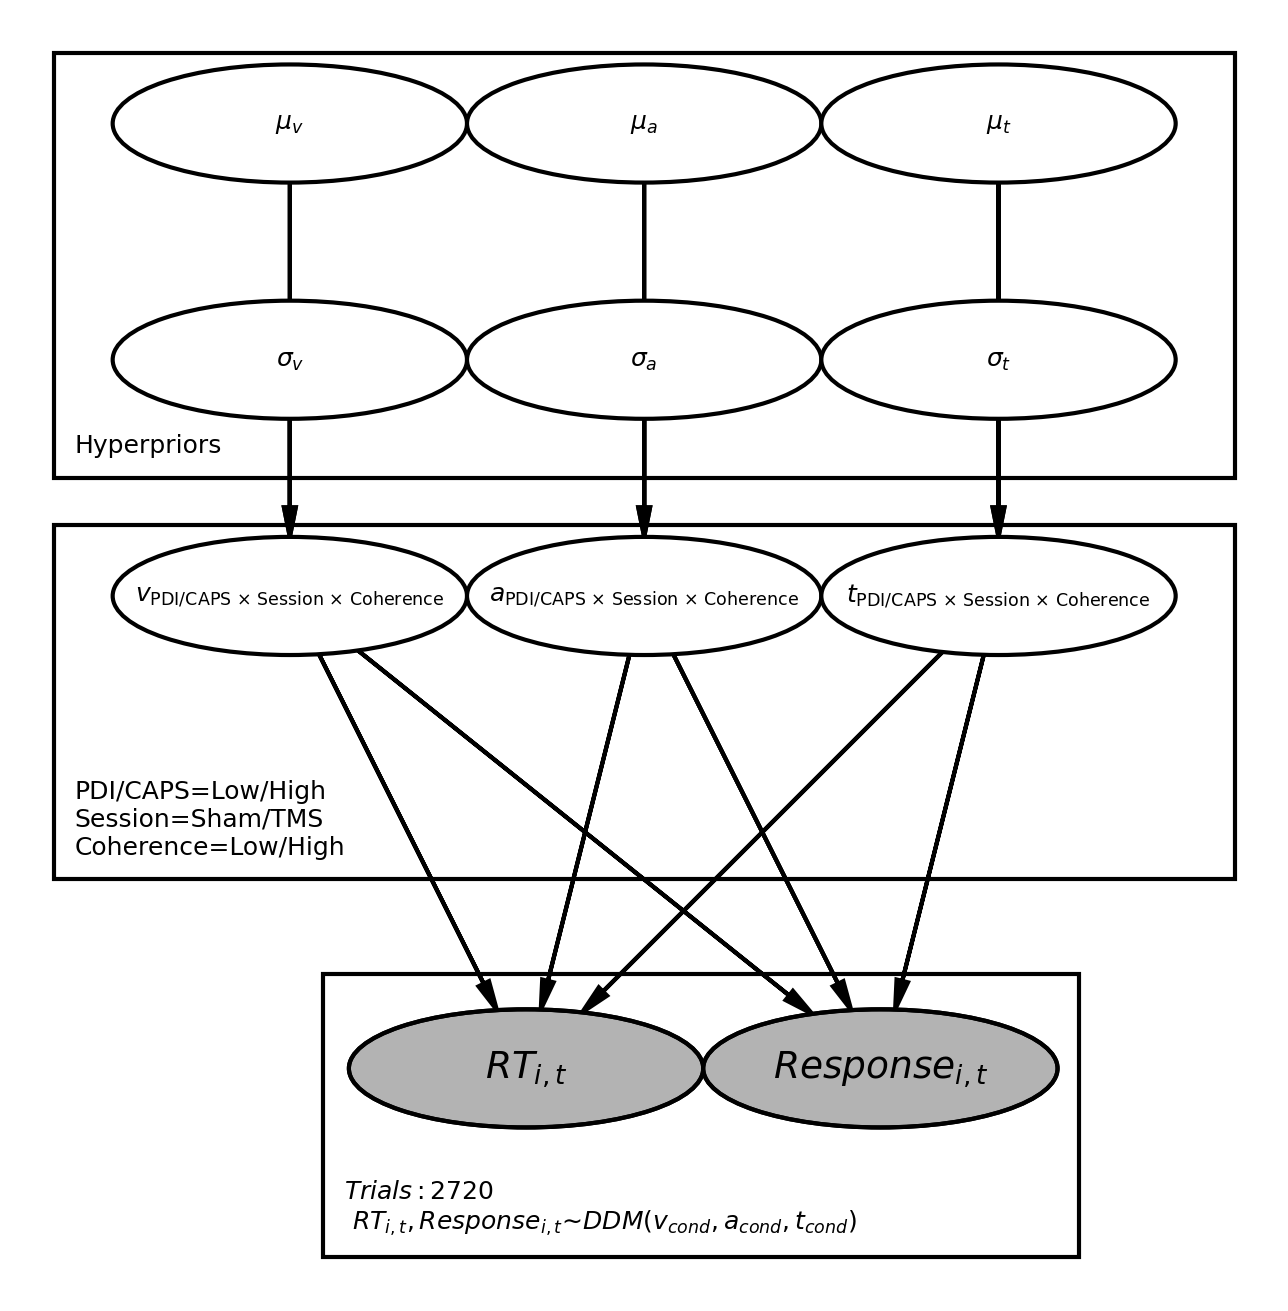 μv μa μt
σv σa σt
Hyperpriors
vPDI/CAPS × Session × Coherence aPDI/CAPS × Session × Coherence tPDI/CAPS × Session × Coherence
PDI/CAPS=Low/High
Session=Sham/TMS
Coherence=Low/High
RTi,t Responsei,t
Trials:2720
RTi,t,Responsei,t~DDM(vcond,acond,tcond)